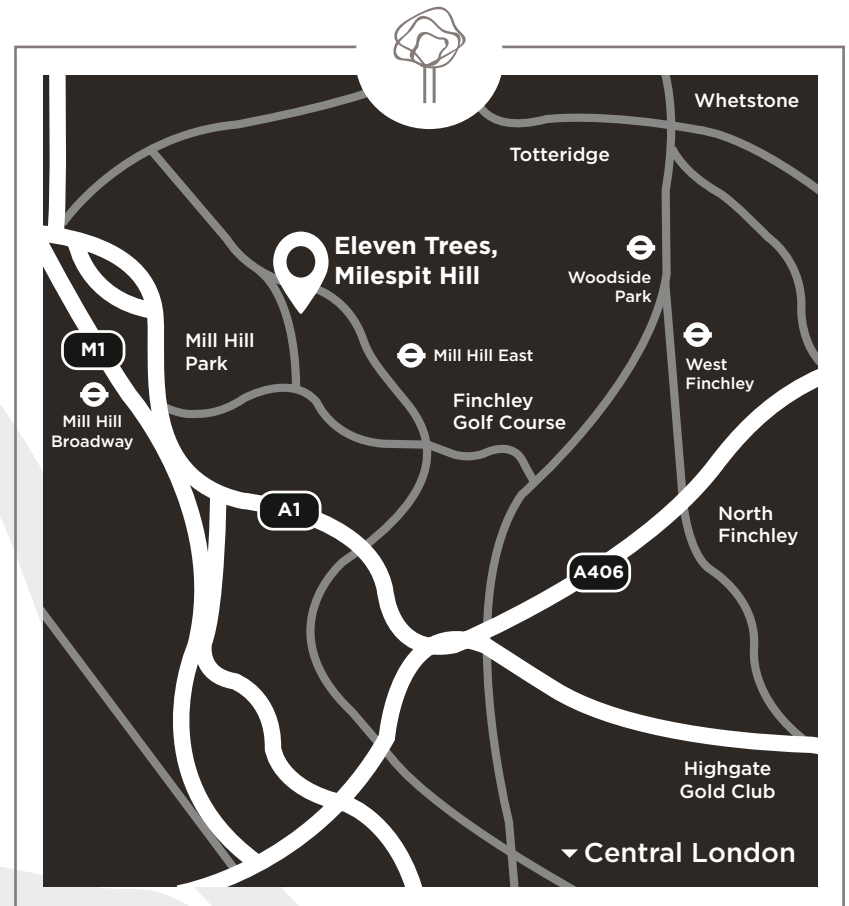 Whetstone
Totteridge
Eleven Trees,
Milespit Hill
Woodside
Park
M1
Mill Hill
Park
Mill Hill East
West
Finchley
Mill Hill
Broadway
Finchley
Golf Course
A1
North
Finchley
A406
Highgate
Gold Club
Central London